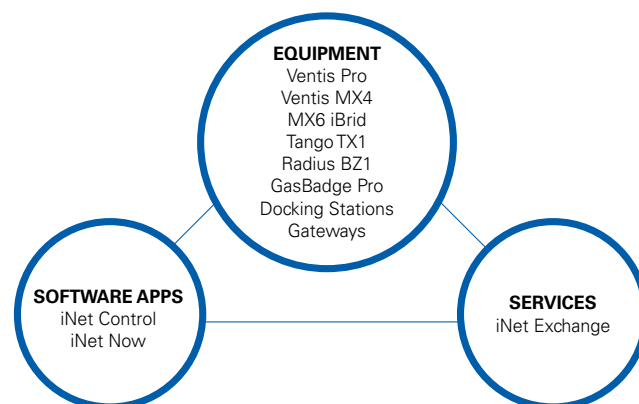 EQUIPMENT
Ventis Pro
Ventis MX4
MX6 iBrid
Tango TX1
Radius BZ1
GasBadge Pro
Docking Stations
Gateways
SOFTWARE APPS
iNet Control
iNet Now
SERVICES
iNet Exchange